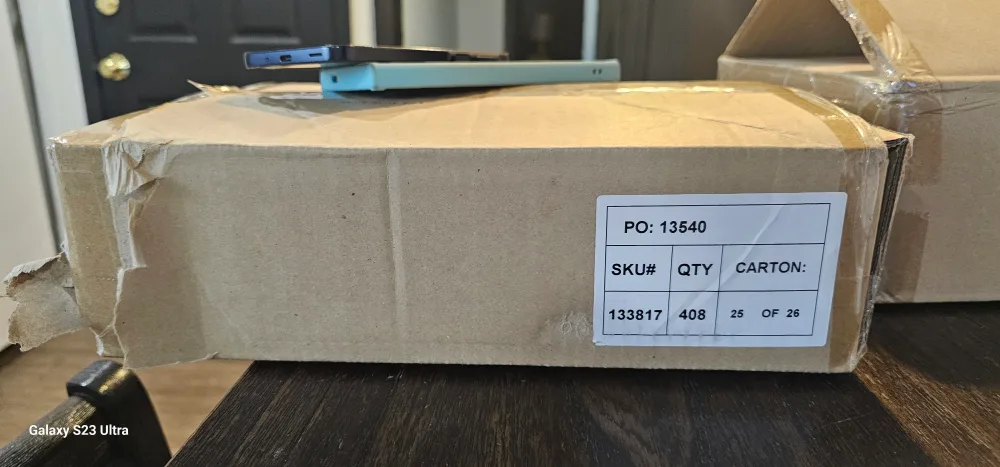 PO: 13540
SKU# QTY CARTON:
133817 408 25 OF 26
Galaxy S23 Ultra